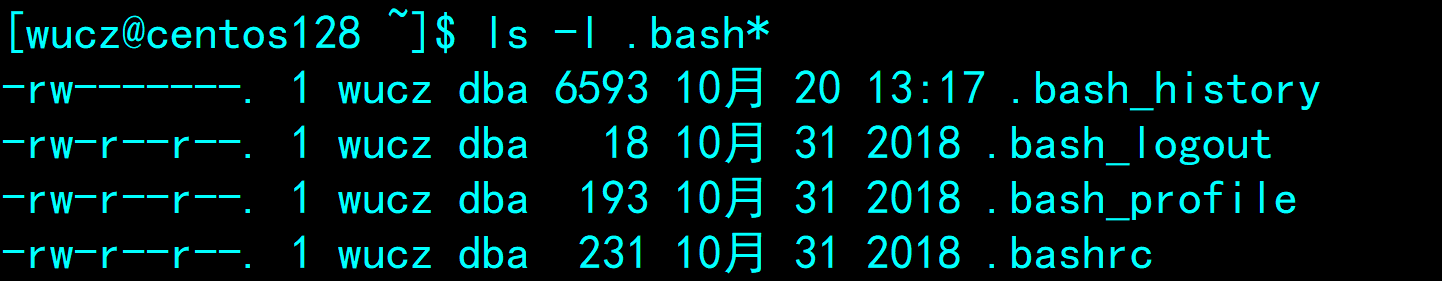 [wucz@centos128 ~]$ ls -l .bash*
-rw-------. 1 wucz dba 6593 10月 20 13:17 .bash_history
-rw-r--r--. 1 wucz dba   18 10月 31 2018 .bash_logout
-rw-r--r--. 1 wucz dba  193 10月 31 2018 .bash_profile
-rw-r--r--. 1 wucz dba  231 10月 31 2018 .bashrc